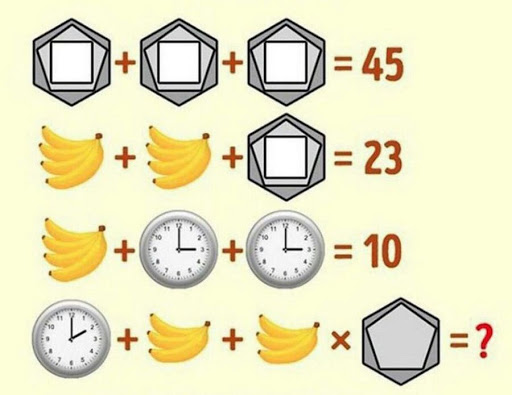 + + = 45
+ + = 23
+ + = 10
+ + × = ?